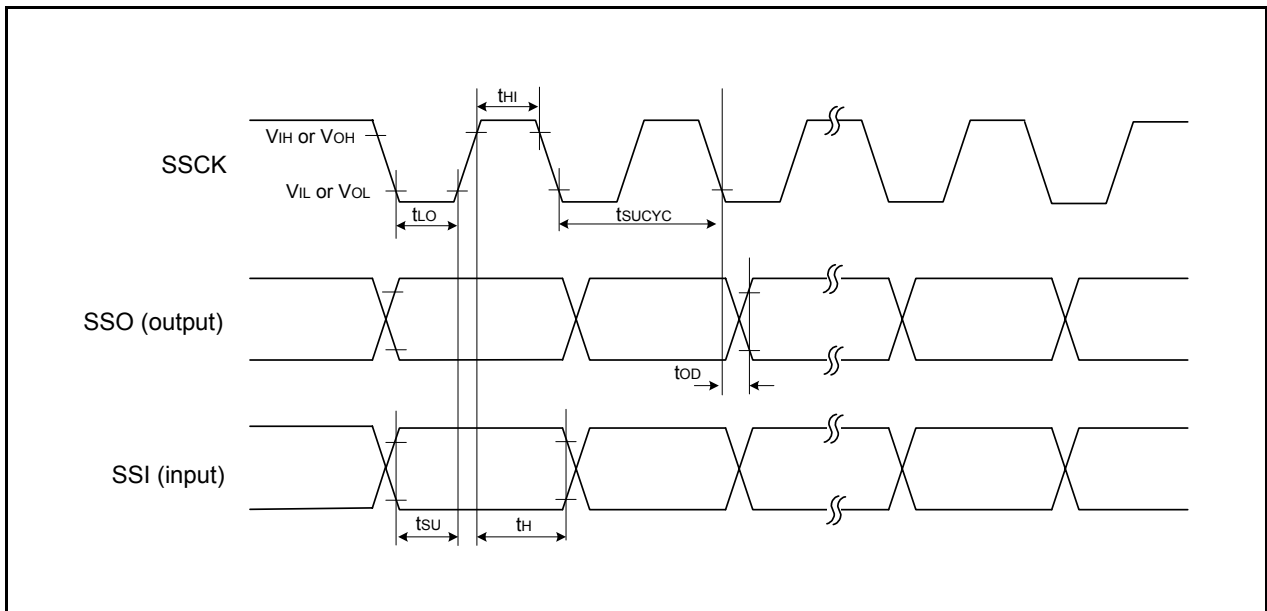 tHI
VIH or VOH
SSCK
VIL or VOL
tLO
tSUCYC
SSO (output)
tOD
SSI (input)
tSU
tH